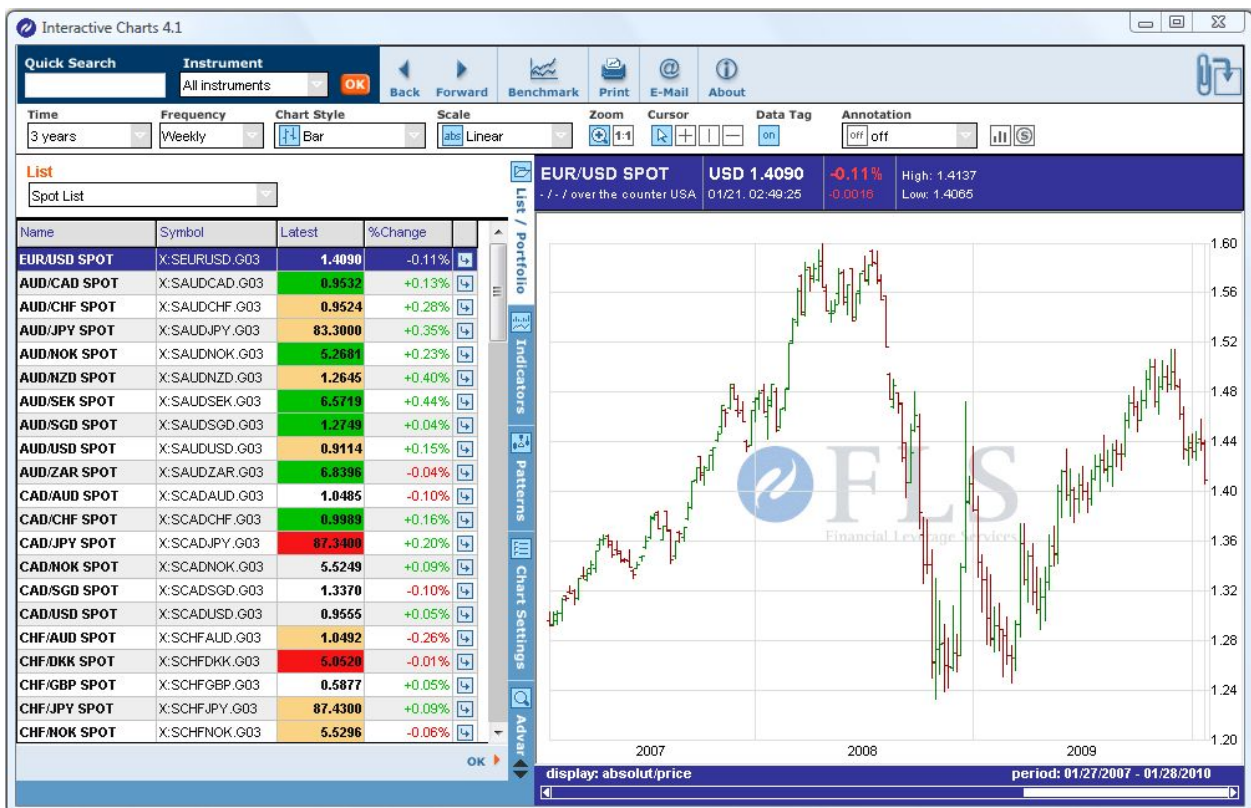 Interactive Charts 4.1
Quick Search Instrument
All instruments OK
Back Forward Benchmark Print E-Mail About
Time Frequency Chart Style Scale Zoom Cursor Data Tag Annotation
3 years Weekly Bar abs Linear 1:1 on off off S
List
Spot List
Name Symbol Latest %Change
EUR/USD SPOT X:SEURUSD.G03 1.4090 -0.11%
AUD/CAD SPOT X:SAUDCAD.G03 0.9532 +0.13%
AUD/CHF SPOT X:SAUDCHF.G03 0.9524 +0.28%
AUD/JPY SPOT X:SAUDJPY.G03 83.3000 +0.35%
AUD/NOK SPOT X:SAUDNOK.G03 5.2681 +0.23%
AUD/NZD SPOT X:SAUDNZD.G03 1.2645 +0.40%
AUD/SEK SPOT X:SAUDSEK.G03 6.5719 +0.44%
AUD/SGD SPOT X:SAUDSGD.G03 1.2749 +0.04%
AUD/USD SPOT X:SAUDUSD.G03 0.9114 +0.15%
AUD/ZAR SPOT X:SAUDZAR.G03 6.8396 -0.04%
CAD/AUD SPOT X:SCADAUD.G03 1.0485 -0.10%
CAD/CHF SPOT X:SCADCHF.G03 0.9989 +0.16%
CAD/JPY SPOT X:SCADJPY.G03 87.3400 +0.20%
CAD/NOK SPOT X:SCADNOK.G03 5.5249 +0.09%
CAD/SGD SPOT X:SCADSGD.G03 1.3370 -0.10%
CAD/USD SPOT X:SCADUSD.G03 0.9555 +0.05%
CHF/AUD SPOT X:SCHFAUD.G03 1.0492 -0.26%
CHF/DKK SPOT X:SCHFDKK.G03 5.0520 -0.01%
CHF/GBP SPOT X:SCHFGBP.G03 0.5877 +0.05%
CHF/JPY SPOT X:SCHFJPY.G03 87.4300 +0.09%
CHF/NOK SPOT X:SCHFNOK.G03 5.5296 -0.06%
OK
List / Portfolio
Indicators
Patterns
Chart Settings
Advar
EUR/USD SPOT USD 1.4090 -0.11% High: 1.4137
- / - / over the counter USA 01/21. 02:49:25 -0.0016 Low: 1.4065
1.60
1.56
1.52
1.48
1.44
1.40
1.36
1.32
1.28
1.24
1.20
FLS
Financial Leverage Services
2007 2008 2009
display: absolut/price period: 01/27/2007 - 01/28/2010